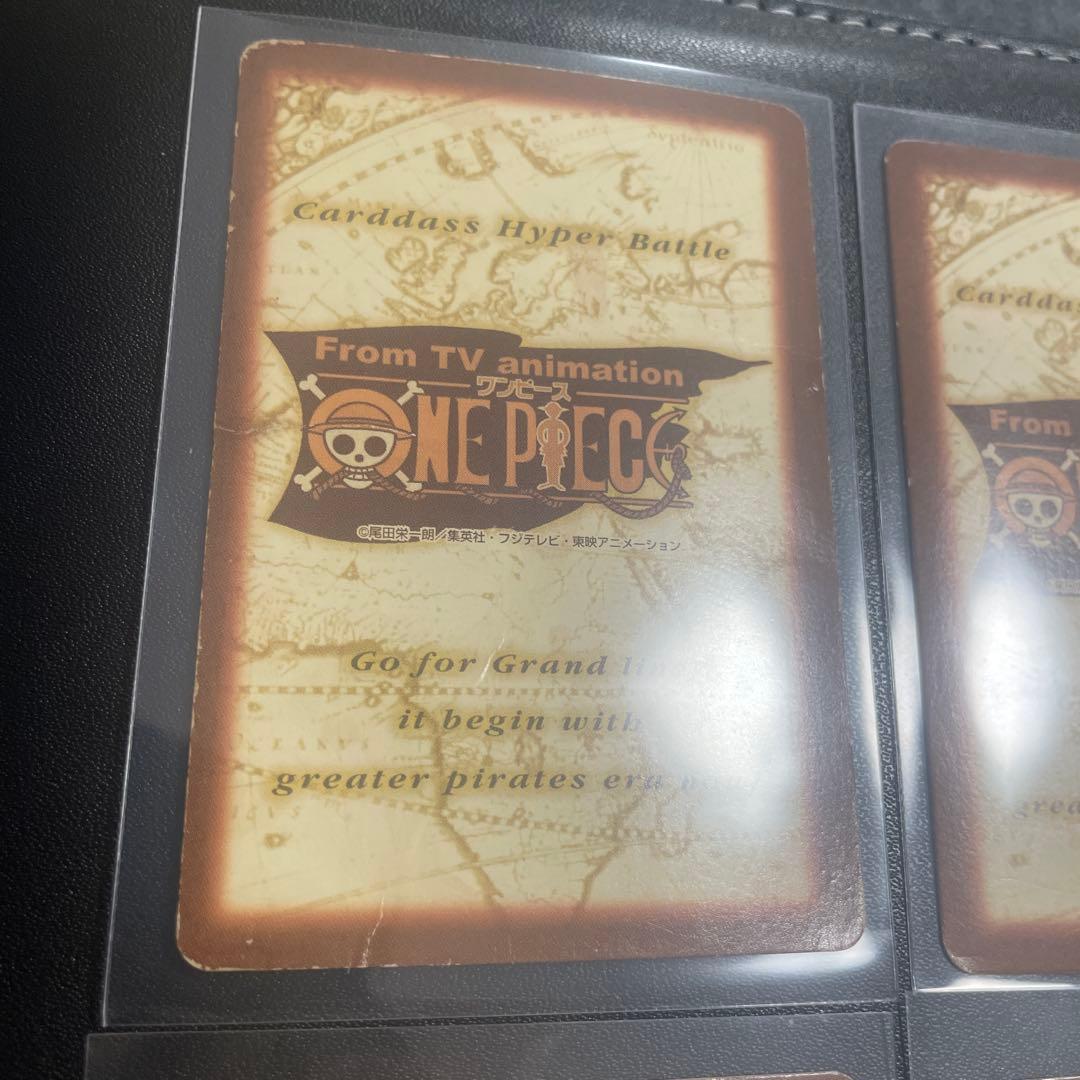 Carddass Hyper Battle
From TV animation
ワンピース
ONE PIECE
©尾田栄一朗／集英社・フジテレビ・東映アニメーション
Go for Grand
it begin with
greater pirates era
From